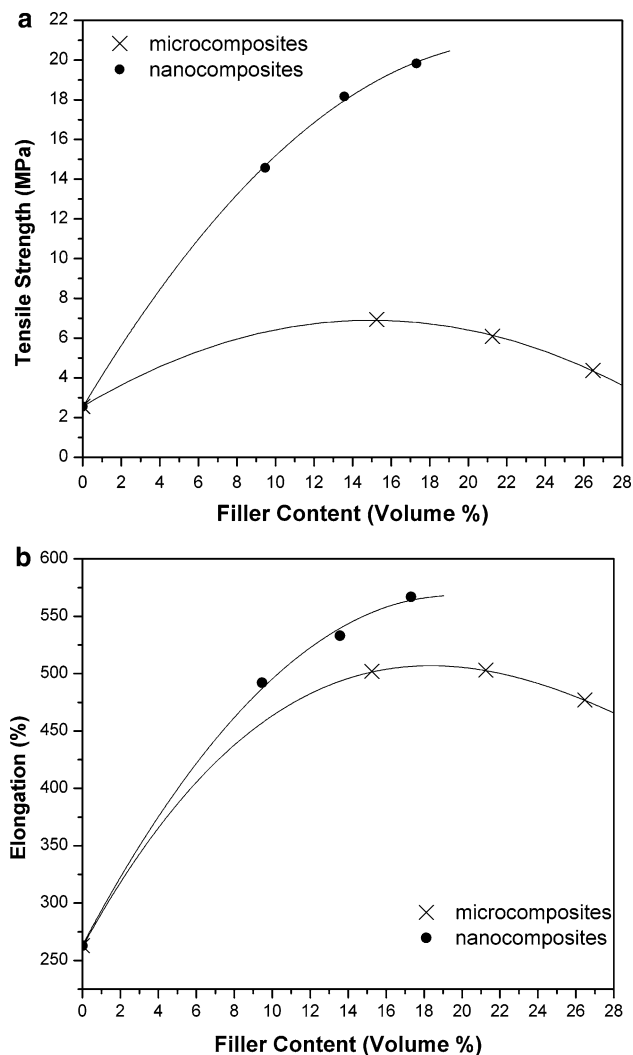 a
microcomposites
nanocomposites
22
20
18
16
14
12
10
8
6
4
2
0
Tensile Strength (MPa)
0 2 4 6 8 10 12 14 16 18 20 22 24 26 28
Filler Content (Volume %)
b
600
550
500
450
400
350
300
250
Elongation (%)
microcomposites
nanocomposites
0 2 4 6 8 10 12 14 16 18 20 22 24 26 28
Filler Content (Volume %)